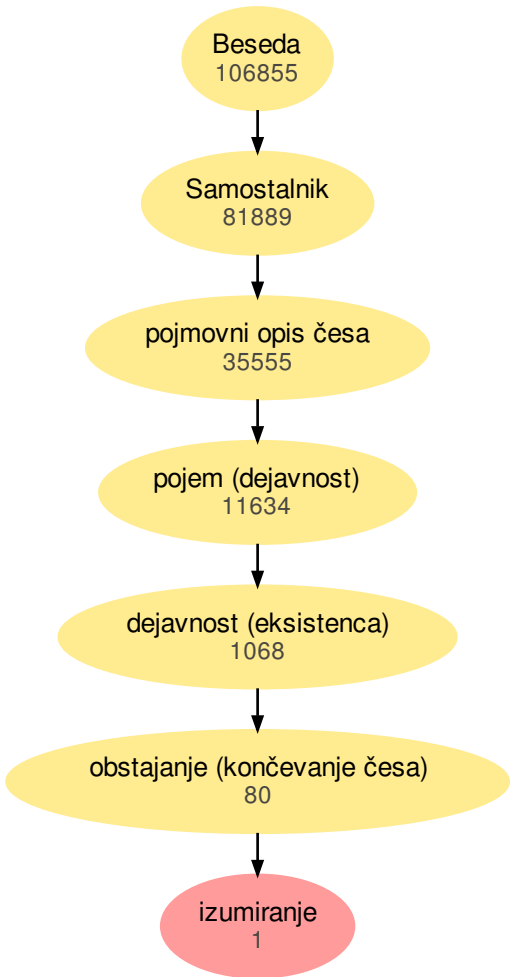 Beseda
106855
Samostalnik
81889
pojmovni opis česa
35555
pojem (dejavnost)
11634
dejavnost (eksistenca)
1068
obstajanje (končevanje česa)
80
izumiranje
1